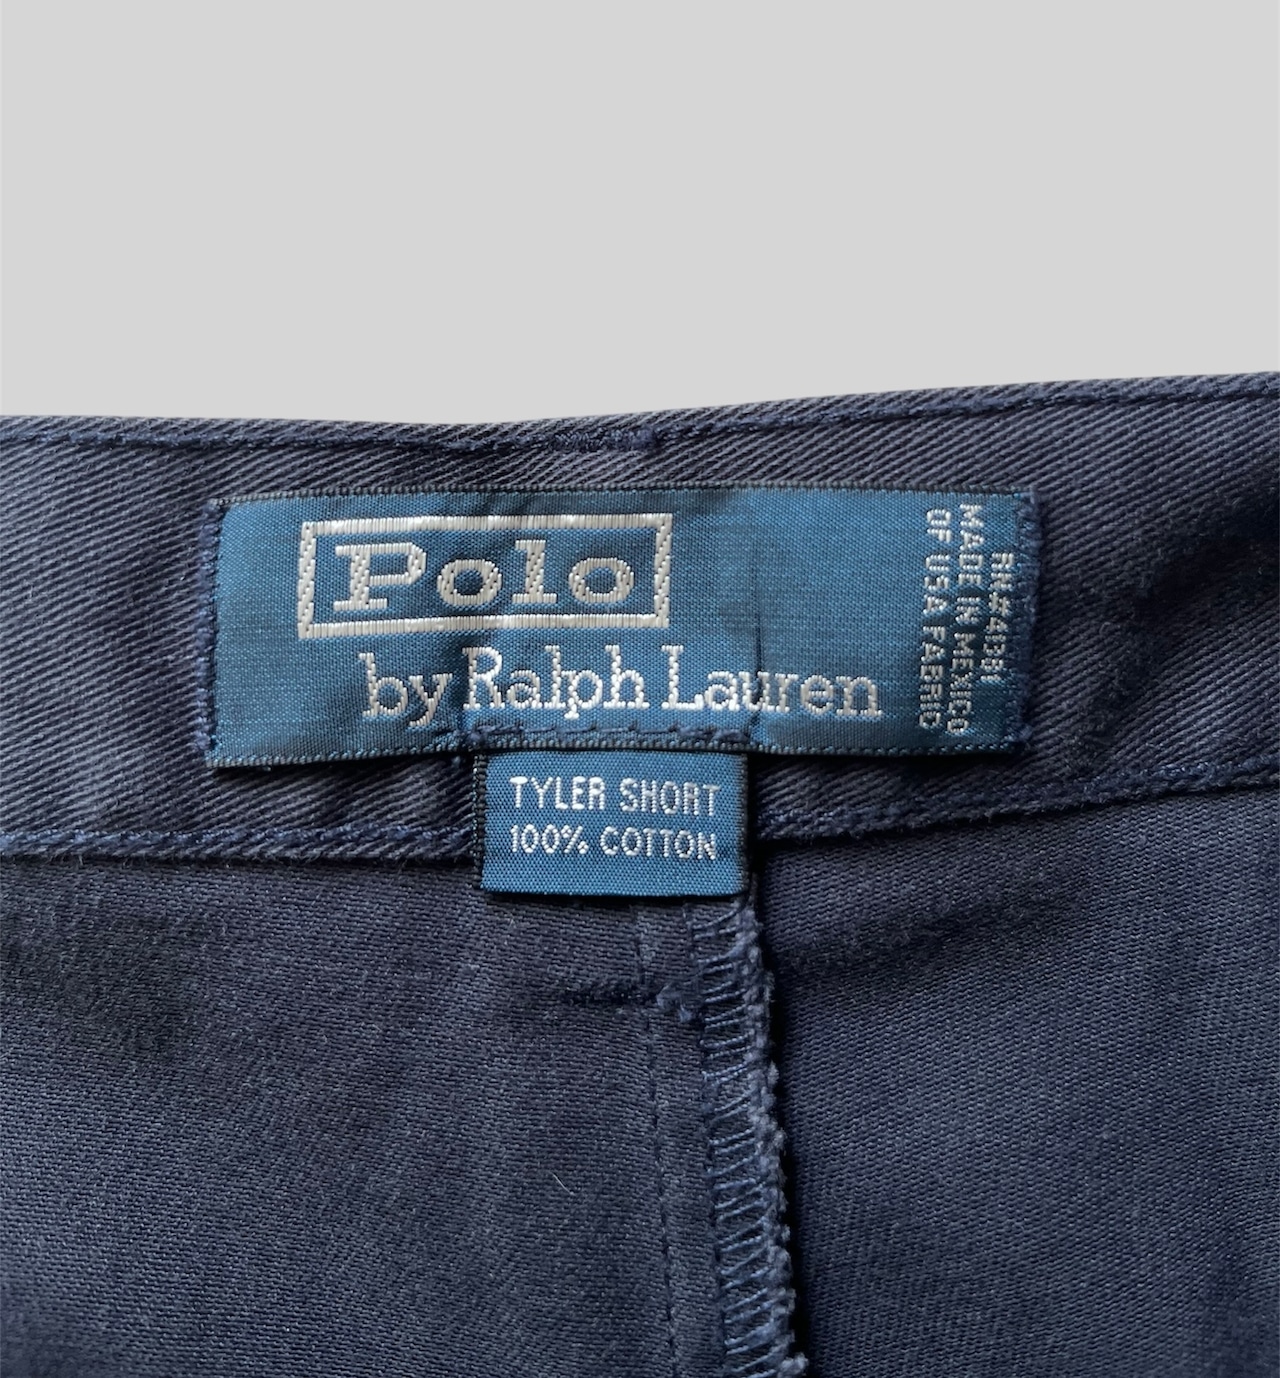 Polo
by Ralph Lauren
RN#41381
MADE IN MEXICO
OF USA FABRIC
TYLER SHORT
100% COTTON